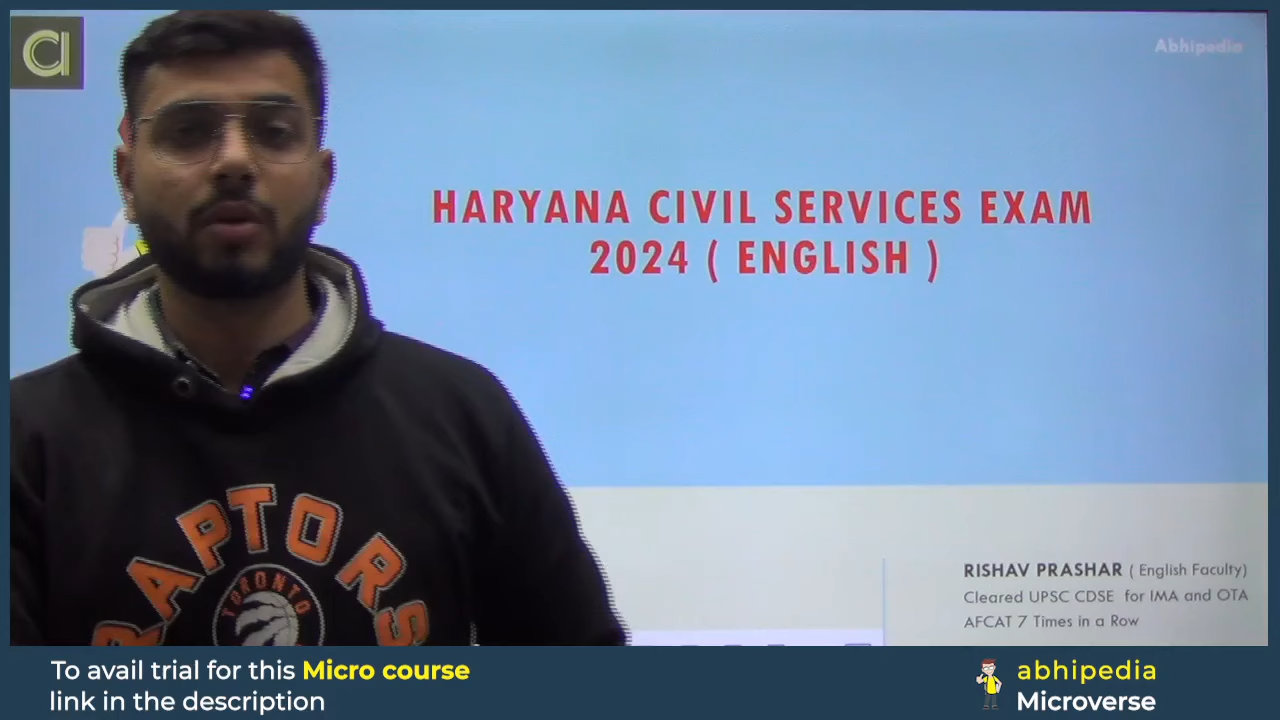 Abhipedia
HARYANA CIVIL SERVICES EXAM
2024 ( ENGLISH )
RAPTORS
TORONTO
RISHAV PRASHAR ( English Faculty)
Cleared UPSC CDSE for IMA and OTA
AFCAT 7 Times in a Row
To avail trial for this Micro course
link in the description
abhipedia
Microverse